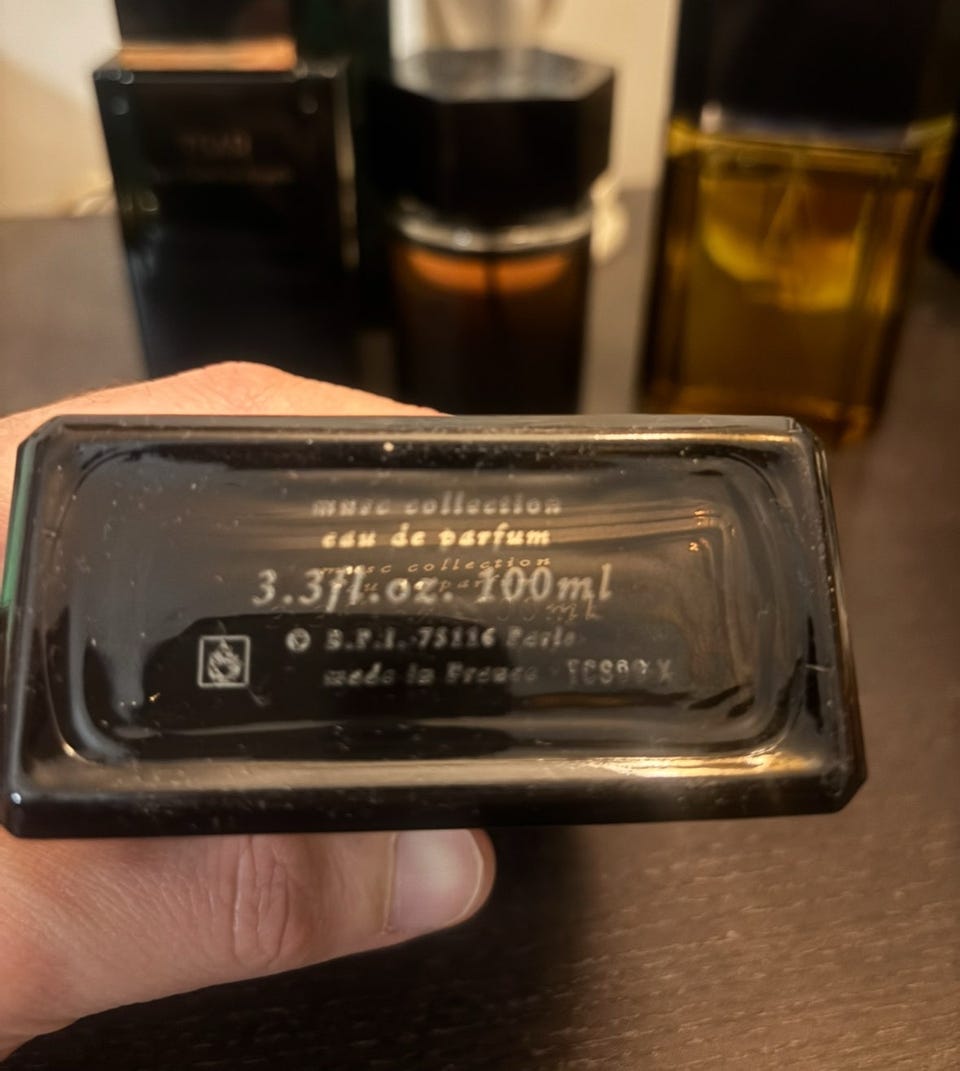 musc collection
eau de parfum
3.3fl.oz. 100ml
© B.P.I. 75116 Paris
made in France